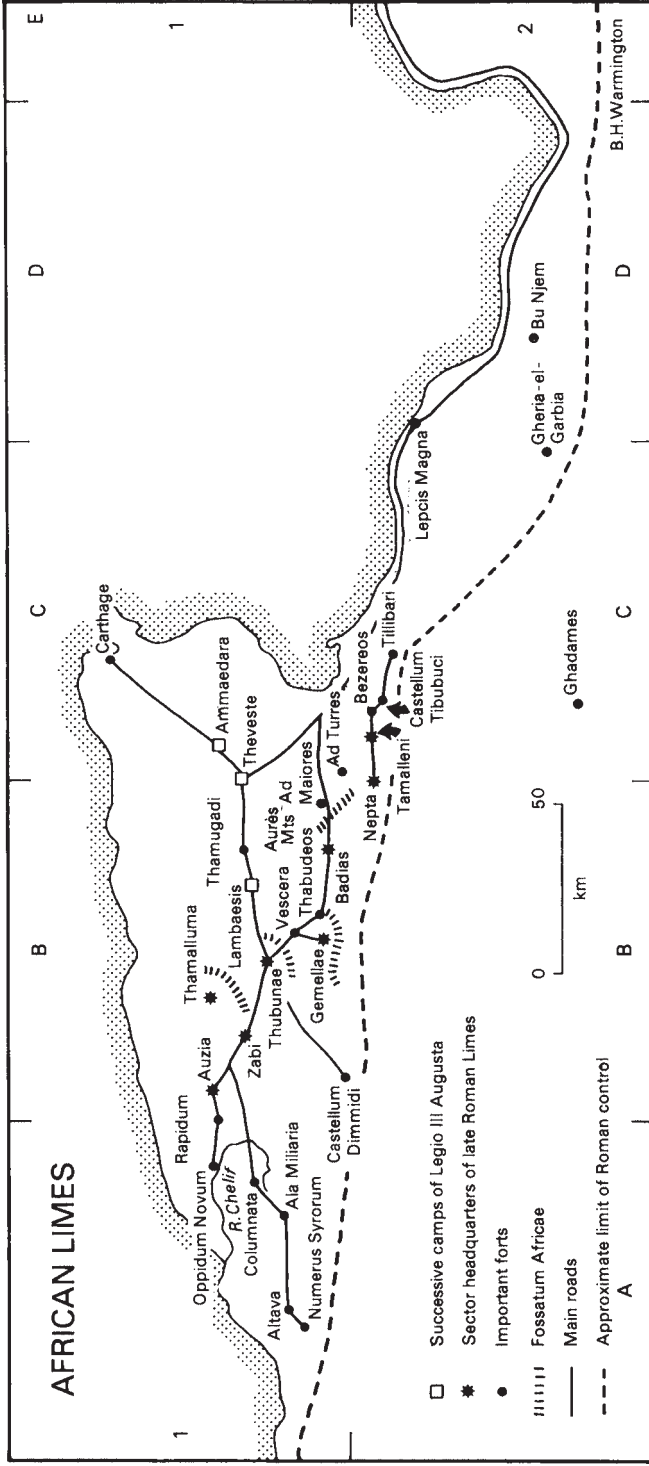 AFRICAN LIMES
B
C
D
E
1
1
2
Carthage
Ammaedara
Theveste
Thamugadi
Lambaesis
Thamalluma
Vescera
Thabudeos
Aurès
Mts
Ad
Maiores
Ad Turres
Badias
Gemellae
Thubunae
Zabi
Auzia
Rapidum
Oppidum Novum
R. Chelif
Columnata
Ala Miliaria
Altava
Numerus Syrorum
Castellum
Dimmidi
Nepta
Tamalleni
Bezereos
Castellum
Tibubuci
Tillibari
Lepcis Magna
Gheria-el-
Garbia
Bu Njem
Ghadames
0
50
km
Successive camps of Legio III Augusta
Sector headquarters of late Roman Limes
Important forts
Fossatum Africae
Main roads
Approximate limit of Roman control
A
B
C
D
B.H.Warmington